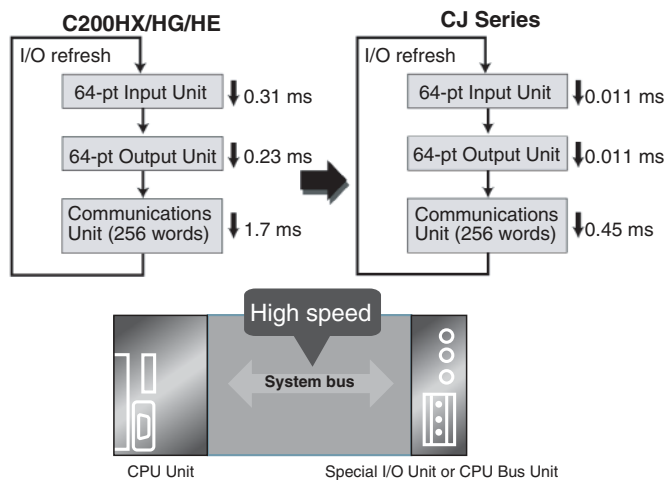 C200HX/HG/HE
I/O refresh
64-pt Input Unit
0.31 ms
64-pt Output Unit
0.23 ms
Communications
Unit (256 words)
1.7 ms
CJ Series
I/O refresh
64-pt Input Unit
0.011 ms
64-pt Output Unit
0.011 ms
Communications
Unit (256 words)
0.45 ms
High speed
System bus
CPU Unit
Special I/O Unit or CPU Bus Unit